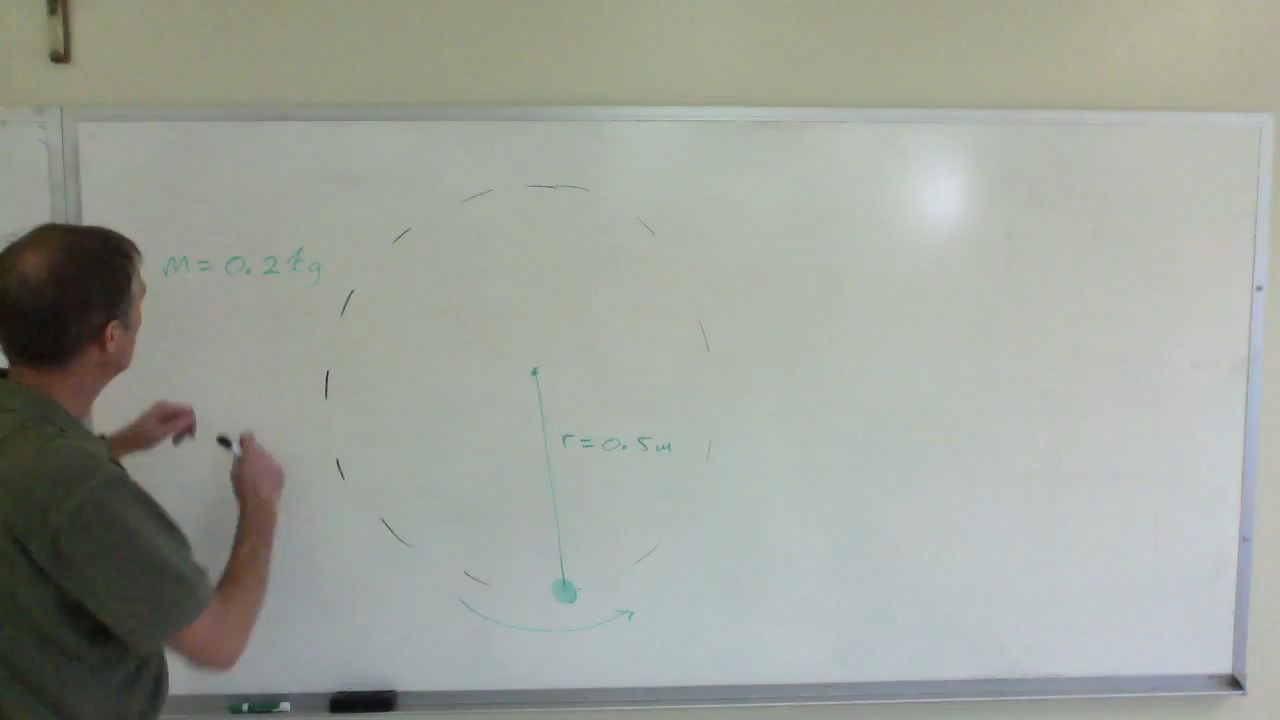 m = 0.2 kg
r = 0.5 m